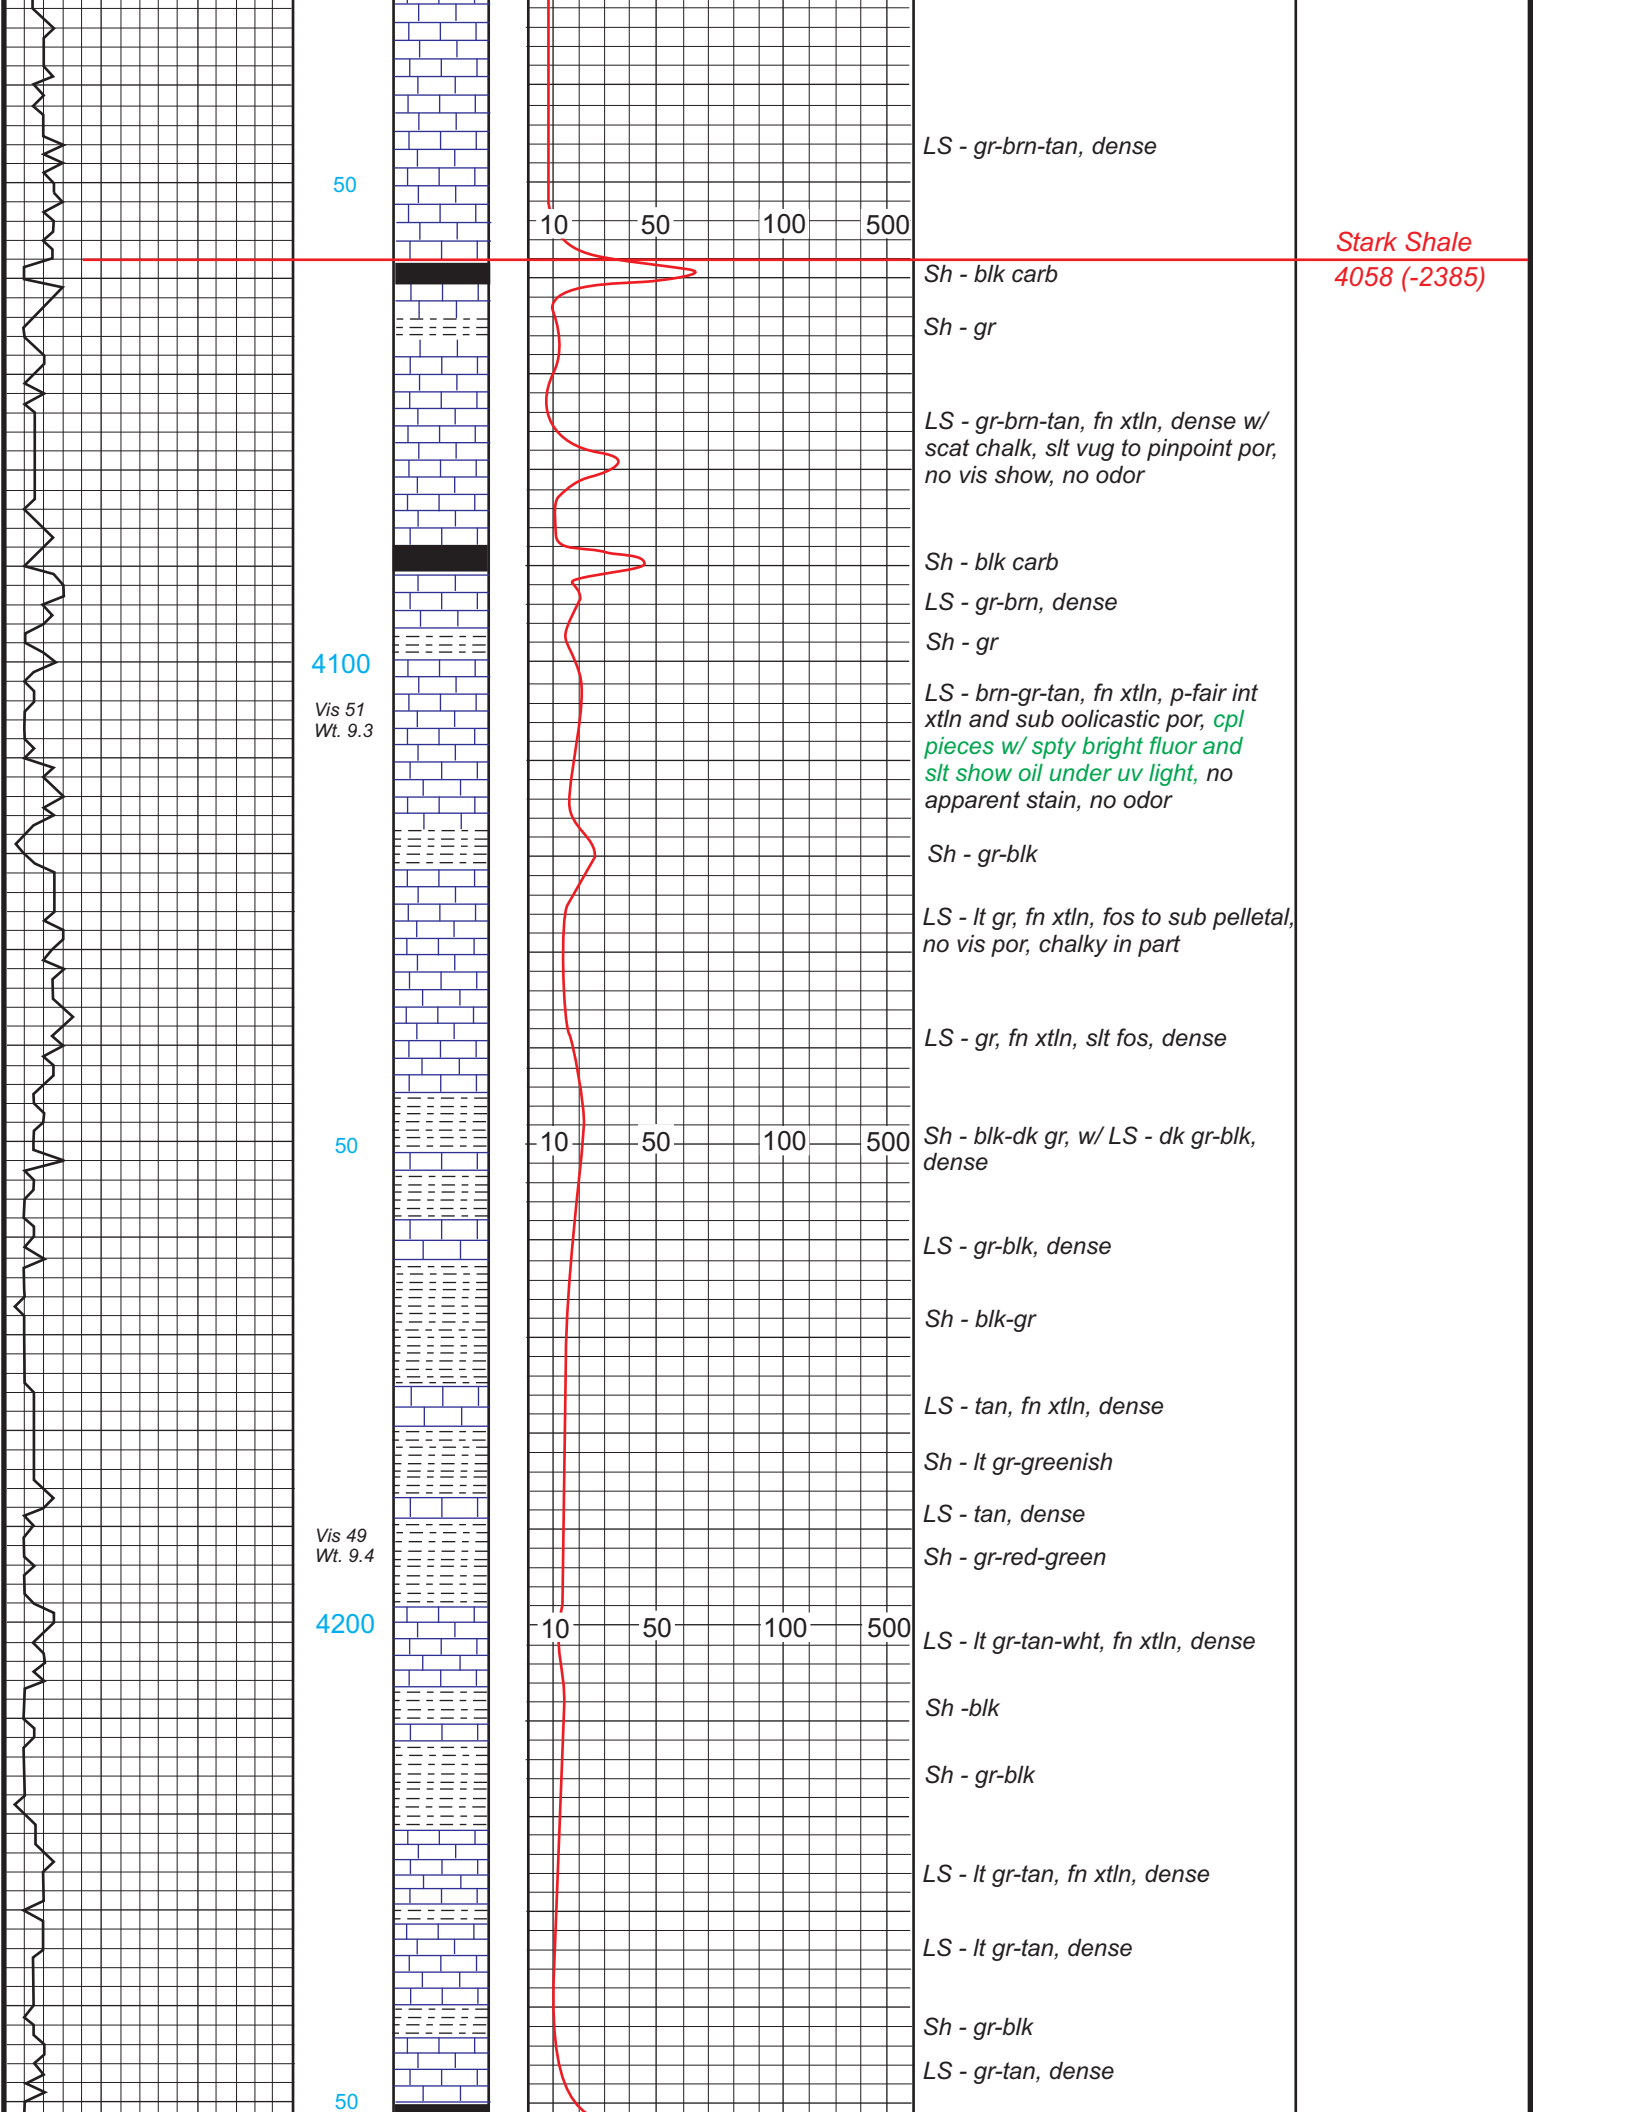 LS - gr-brn-tan, dense
50
10 50 100 500
Stark Shale
4058 (-2385)
Sh - blk carb
Sh - gr
LS - gr-brn-tan, fn xtln, dense w/
scat chalk, slt vug to pinpoint por,
no vis show, no odor
Sh - blk carb
LS - gr-brn, dense
Sh - gr
4100
Vis 51
Wt. 9.3
LS - brn-gr-tan, fn xtln, p-fair int
xtln and sub oolicastic por, cpl
pieces w/ spty bright fluor and
slt show oil under uv light, no
apparent stain, no odor
Sh - gr-blk
LS - lt gr, fn xtln, fos to sub pelletal,
no vis por, chalky in part
LS - gr, fn xtln, slt fos, dense
50
10 50 100 500
Sh - blk-dk gr, w/ LS - dk gr-blk,
dense
LS - gr-blk, dense
Sh - blk-gr
LS - tan, fn xtln, dense
Sh - lt gr-greenish
LS - tan, dense
Vis 49
Wt. 9.4
Sh - gr-red-green
4200
10 50 100 500
LS - lt gr-tan-wht, fn xtln, dense
Sh -blk
Sh - gr-blk
LS - lt gr-tan, fn xtln, dense
LS - lt gr-tan, dense
Sh - gr-blk
LS - gr-tan, dense
50